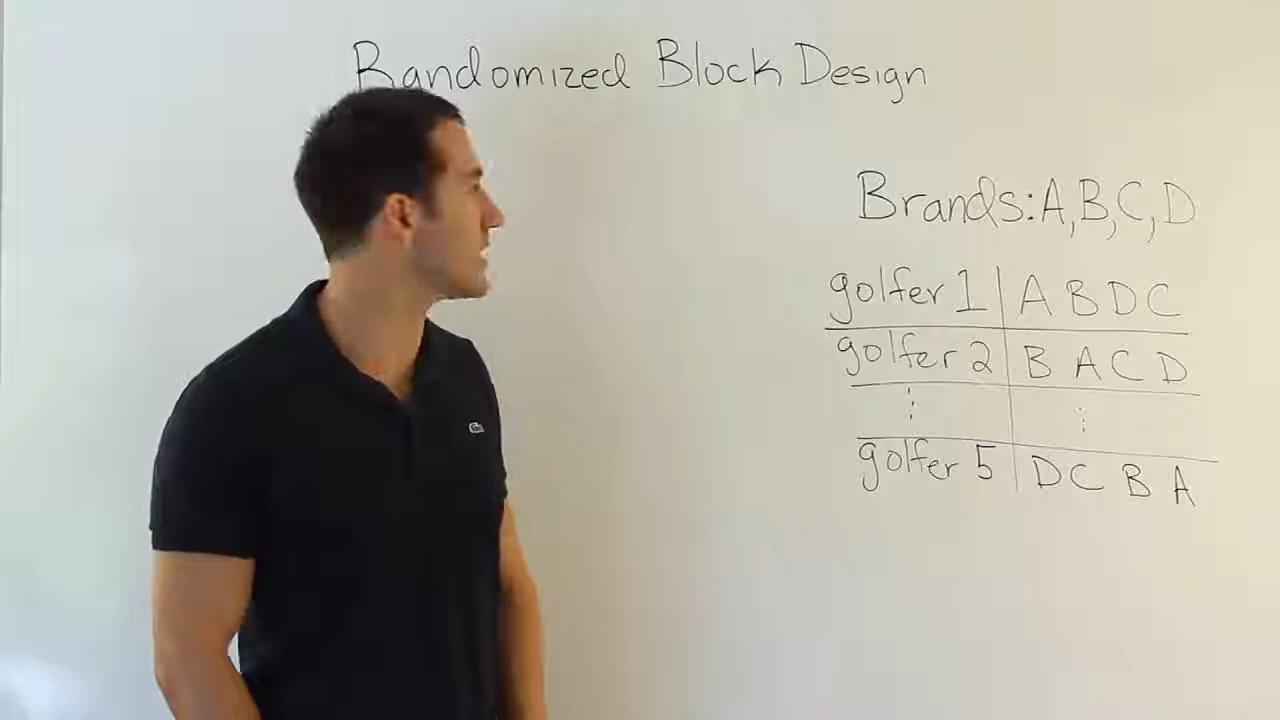 Randomized Block Design
Brands: A, B, C, D
golfer 1 A B D C
golfer 2 B A C D
⋮ ⋮
golfer 5 D C B A